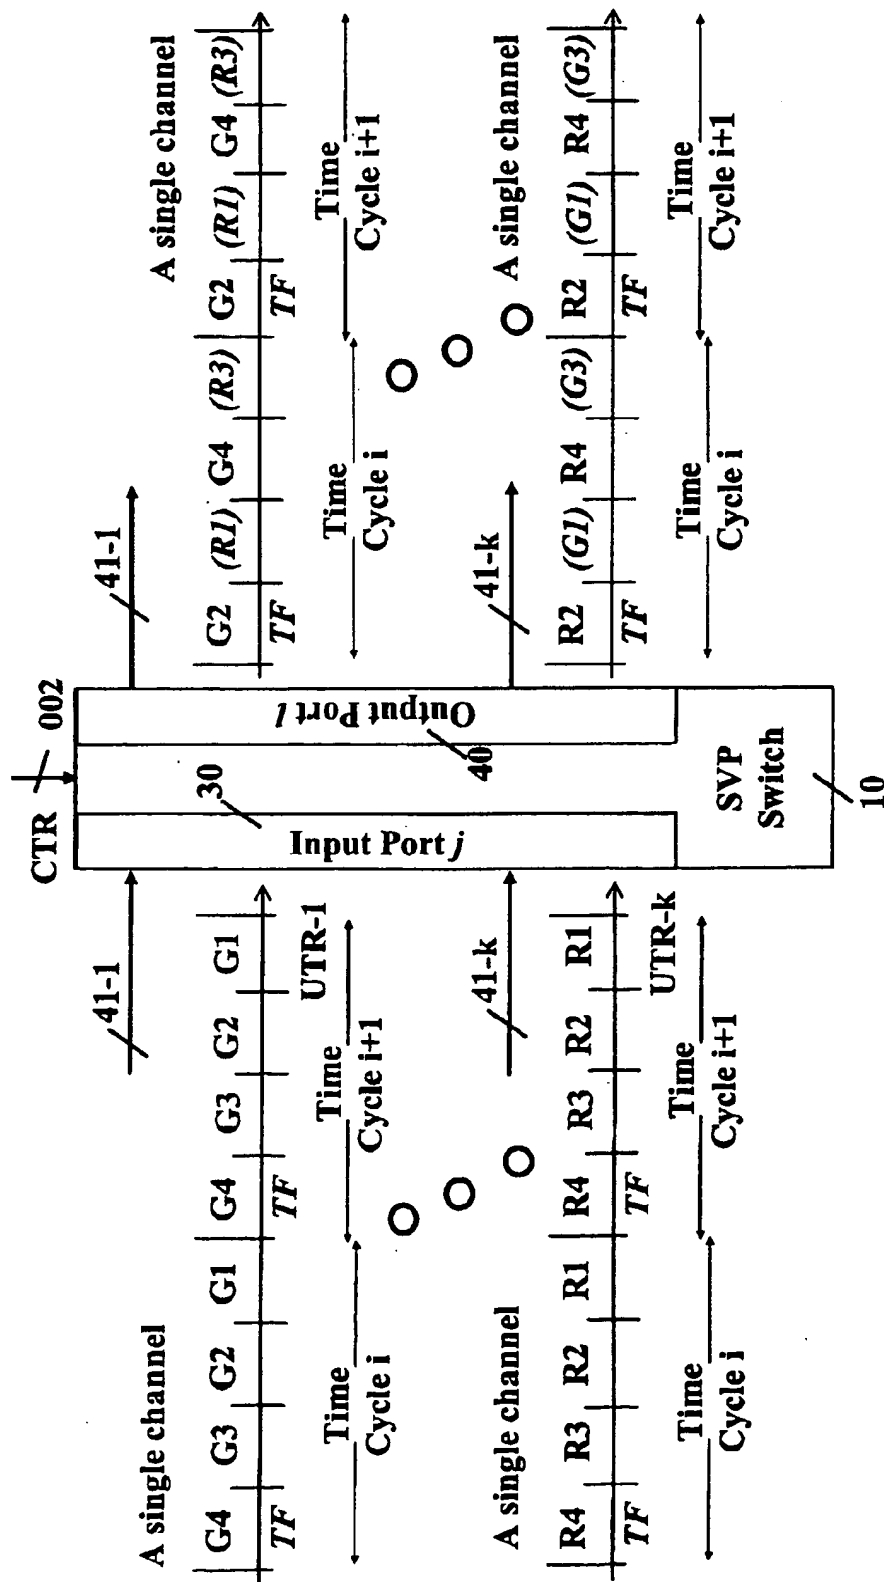 CTR
002
41-1
41-1
A single channel
A single channel
G4 G3 G2 G1 G4 G3 G2 G1
TF TF
UTR-1
G2 (R1) G4 (R3) G2 (R1) G4 (R3)
TF TF
Time
Cycle i
Time
Cycle i+1
Time
Cycle i
Time
Cycle i+1
30
40
Input Port j
Output Port l
41-k
41-k
A single channel
A single channel
R4 R3 R2 R1 R4 R3 R2 R1
TF TF
UTR-k
R2 (G1) R4 (G3) R2 (G1) R4 (G3)
TF TF
Time
Cycle i
Time
Cycle i+1
Time
Cycle i
Time
Cycle i+1
SVP
Switch
10